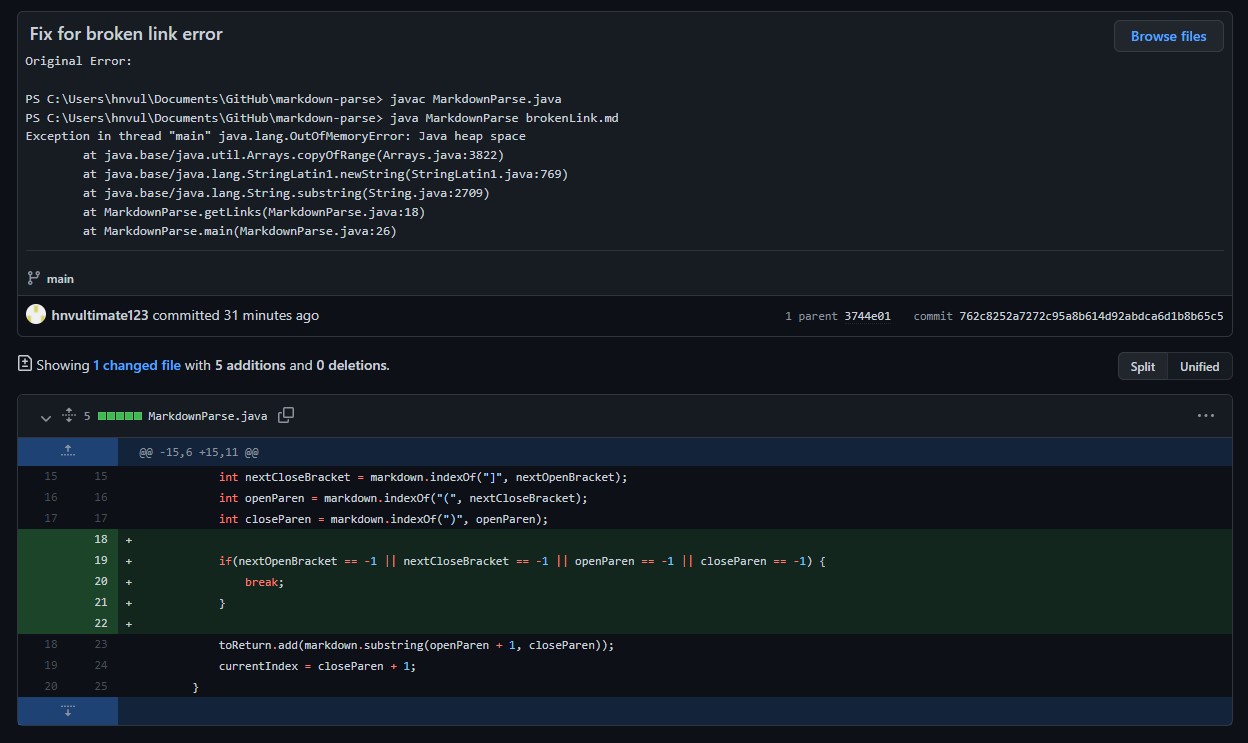 Fix for broken link error
Browse files
Original Error:
PS C:\Users\hnvul\Documents\GitHub\markdown-parse> javac MarkdownParse.java
PS C:\Users\hnvul\Documents\GitHub\markdown-parse> java MarkdownParse brokenLink.md
Exception in thread "main" java.lang.OutOfMemoryError: Java heap space
        at java.base/java.util.Arrays.copyOfRange(Arrays.java:3822)
        at java.base/java.lang.StringLatin1.newString(StringLatin1.java:769)
        at java.base/java.lang.String.substring(String.java:2709)
        at MarkdownParse.getLinks(MarkdownParse.java:18)
        at MarkdownParse.main(MarkdownParse.java:26)
main
hnvultimate123 committed 31 minutes ago 1 parent 3744e01 commit 762c8252a7272c95a8b614d92abdca6d1b8b65c5
Showing 1 changed file with 5 additions and 0 deletions. Split Unified
5 MarkdownParse.java
@@ -15,6 +15,11 @@
15 15 int nextCloseBracket = markdown.indexOf("]", nextOpenBracket);
16 16 int openParen = markdown.indexOf("(", nextCloseBracket);
17 17 int closeParen = markdown.indexOf(")", openParen);
18 +
19 + if(nextOpenBracket == -1 || nextCloseBracket == -1 || openParen == -1 || closeParen == -1) {
20 + break;
21 + }
22 +
18 23 toReturn.add(markdown.substring(openParen + 1, closeParen));
19 24 currentIndex = closeParen + 1;
20 25 }